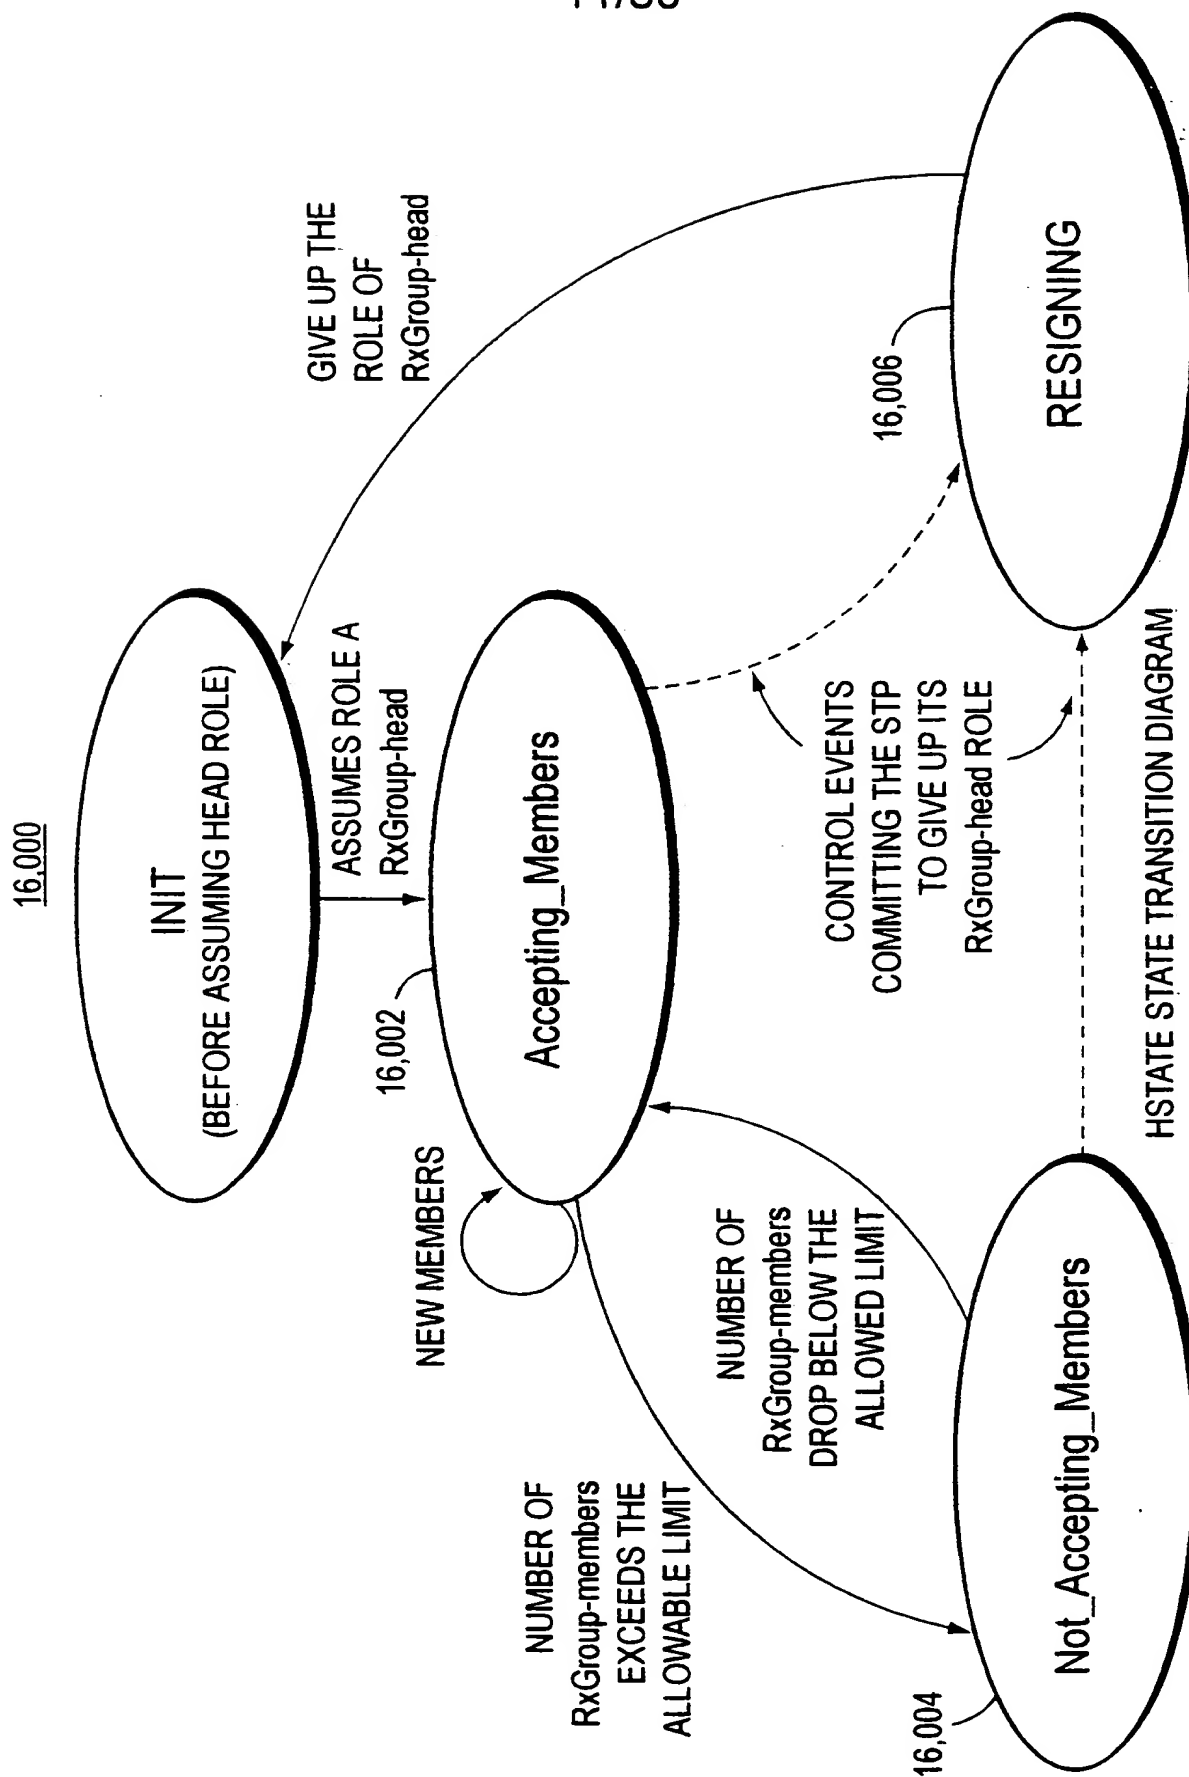 16,000
INIT
(BEFORE ASSUMING HEAD ROLE)
ASSUMES ROLE A
RxGroup-head
GIVE UP THE
ROLE OF
RxGroup-head
16,002
Accepting_Members
NEW MEMBERS
NUMBER OF
RxGroup-members
EXCEEDS THE
ALLOWABLE LIMIT
NUMBER OF
RxGroup-members
DROP BELOW THE
ALLOWED LIMIT
CONTROL EVENTS
COMMITTING THE STP
TO GIVE UP ITS
RxGroup-head ROLE
16,004
Not_Accepting_Members
16,006
RESIGNING
HSTATE STATE TRANSITION DIAGRAM